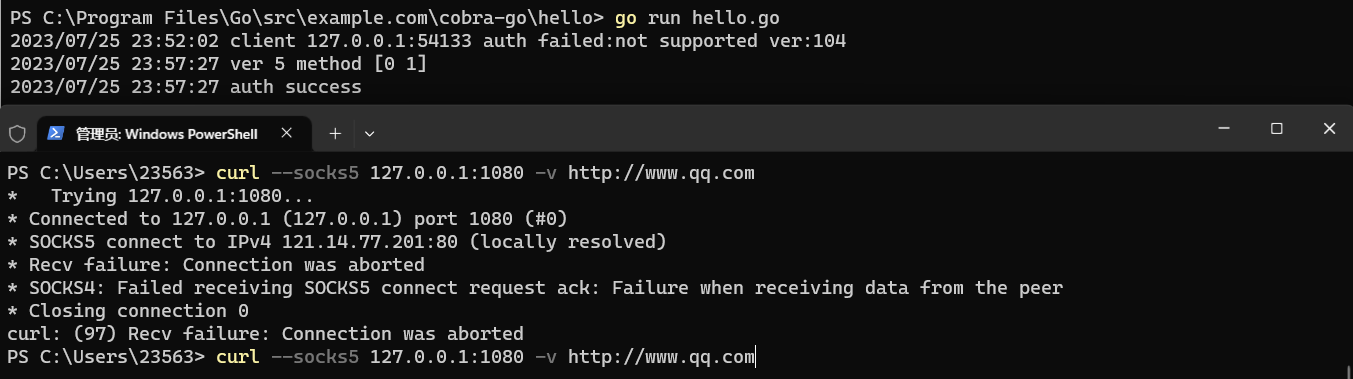 PS C:\Program Files\Go\src\example.com\cobra-go\hello> go run hello.go
2023/07/25 23:52:02 client 127.0.0.1:54133 auth failed:not supported ver:104
2023/07/25 23:57:27 ver 5 method [0 1]
2023/07/25 23:57:27 auth success
管理员: Windows PowerShell
PS C:\Users\23563> curl --socks5 127.0.0.1:1080 -v http://www.qq.com
*   Trying 127.0.0.1:1080...
* Connected to 127.0.0.1 (127.0.0.1) port 1080 (#0)
* SOCKS5 connect to IPv4 121.14.77.201:80 (locally resolved)
* Recv failure: Connection was aborted
* SOCKS4: Failed receiving SOCKS5 connect request ack: Failure when receiving data from the peer
* Closing connection 0
curl: (97) Recv failure: Connection was aborted
PS C:\Users\23563> curl --socks5 127.0.0.1:1080 -v http://www.qq.com